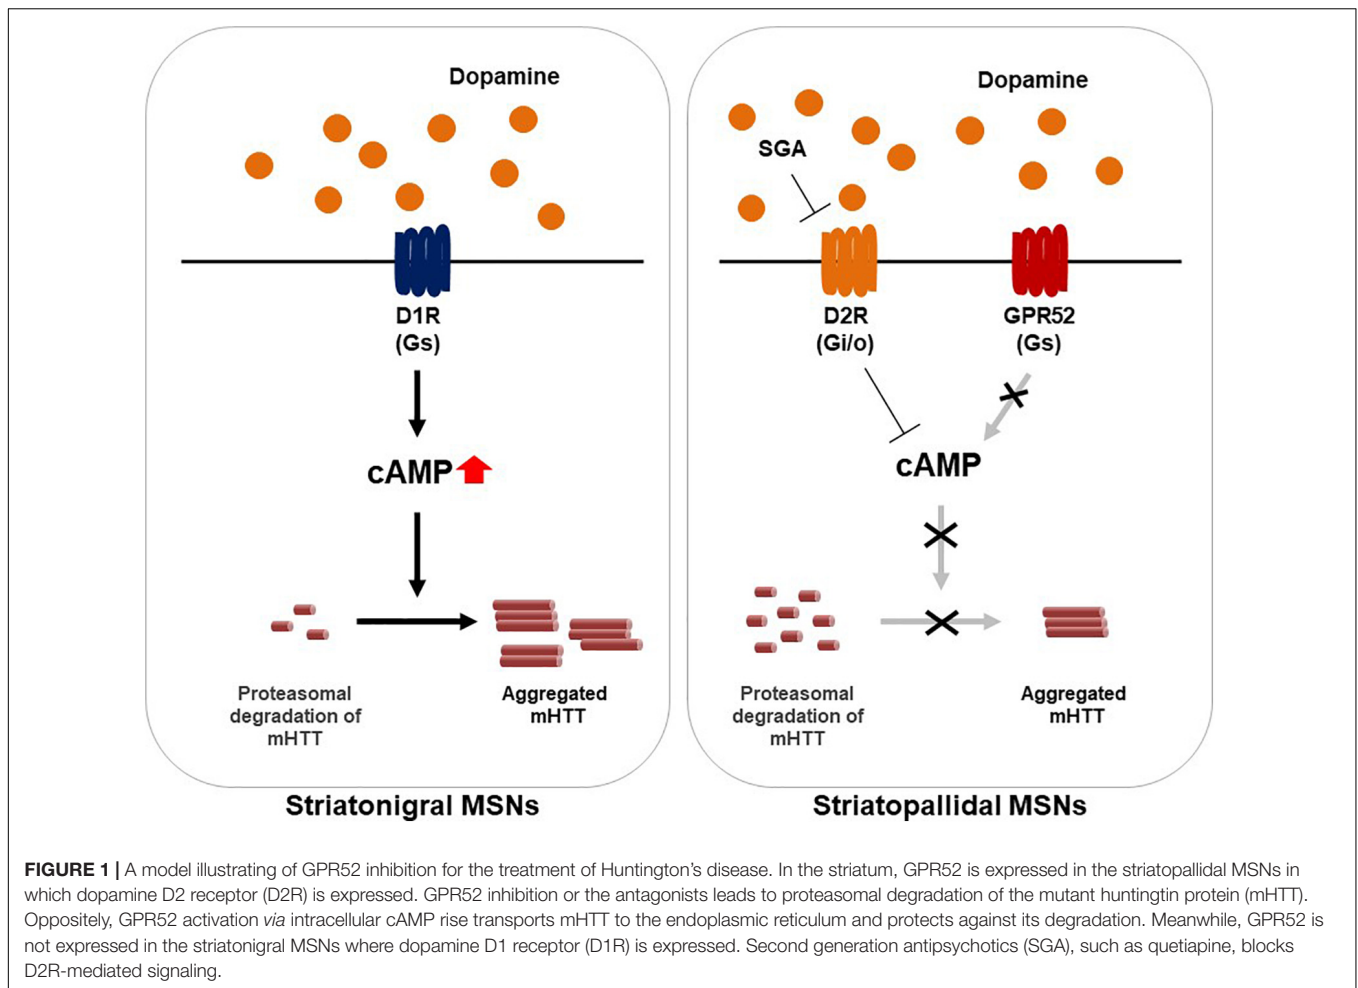 Dopamine
D1R
(Gs)
cAMP
Proteasomal
degradation of
mHTT
Aggregated
mHTT
Striatonigral MSNs
Dopamine
SGA
D2R
(Gi/o)
GPR52
(Gs)
cAMP
Proteasomal
degradation of
mHTT
Aggregated
mHTT
Striatopallidal MSNs
FIGURE 1 | A model illustrating of GPR52 inhibition for the treatment of Huntington's disease. In the striatum, GPR52 is expressed in the striatopallidal MSNs in
which dopamine D2 receptor (D2R) is expressed. GPR52 inhibition or the antagonists leads to proteasomal degradation of the mutant huntingtin protein (mHTT).
Oppositely, GPR52 activation via intracellular cAMP rise transports mHTT to the endoplasmic reticulum and protects against its degradation. Meanwhile, GPR52 is
not expressed in the striatonigral MSNs where dopamine D1 receptor (D1R) is expressed. Second generation antipsychotics (SGA), such as quetiapine, blocks
D2R-mediated signaling.